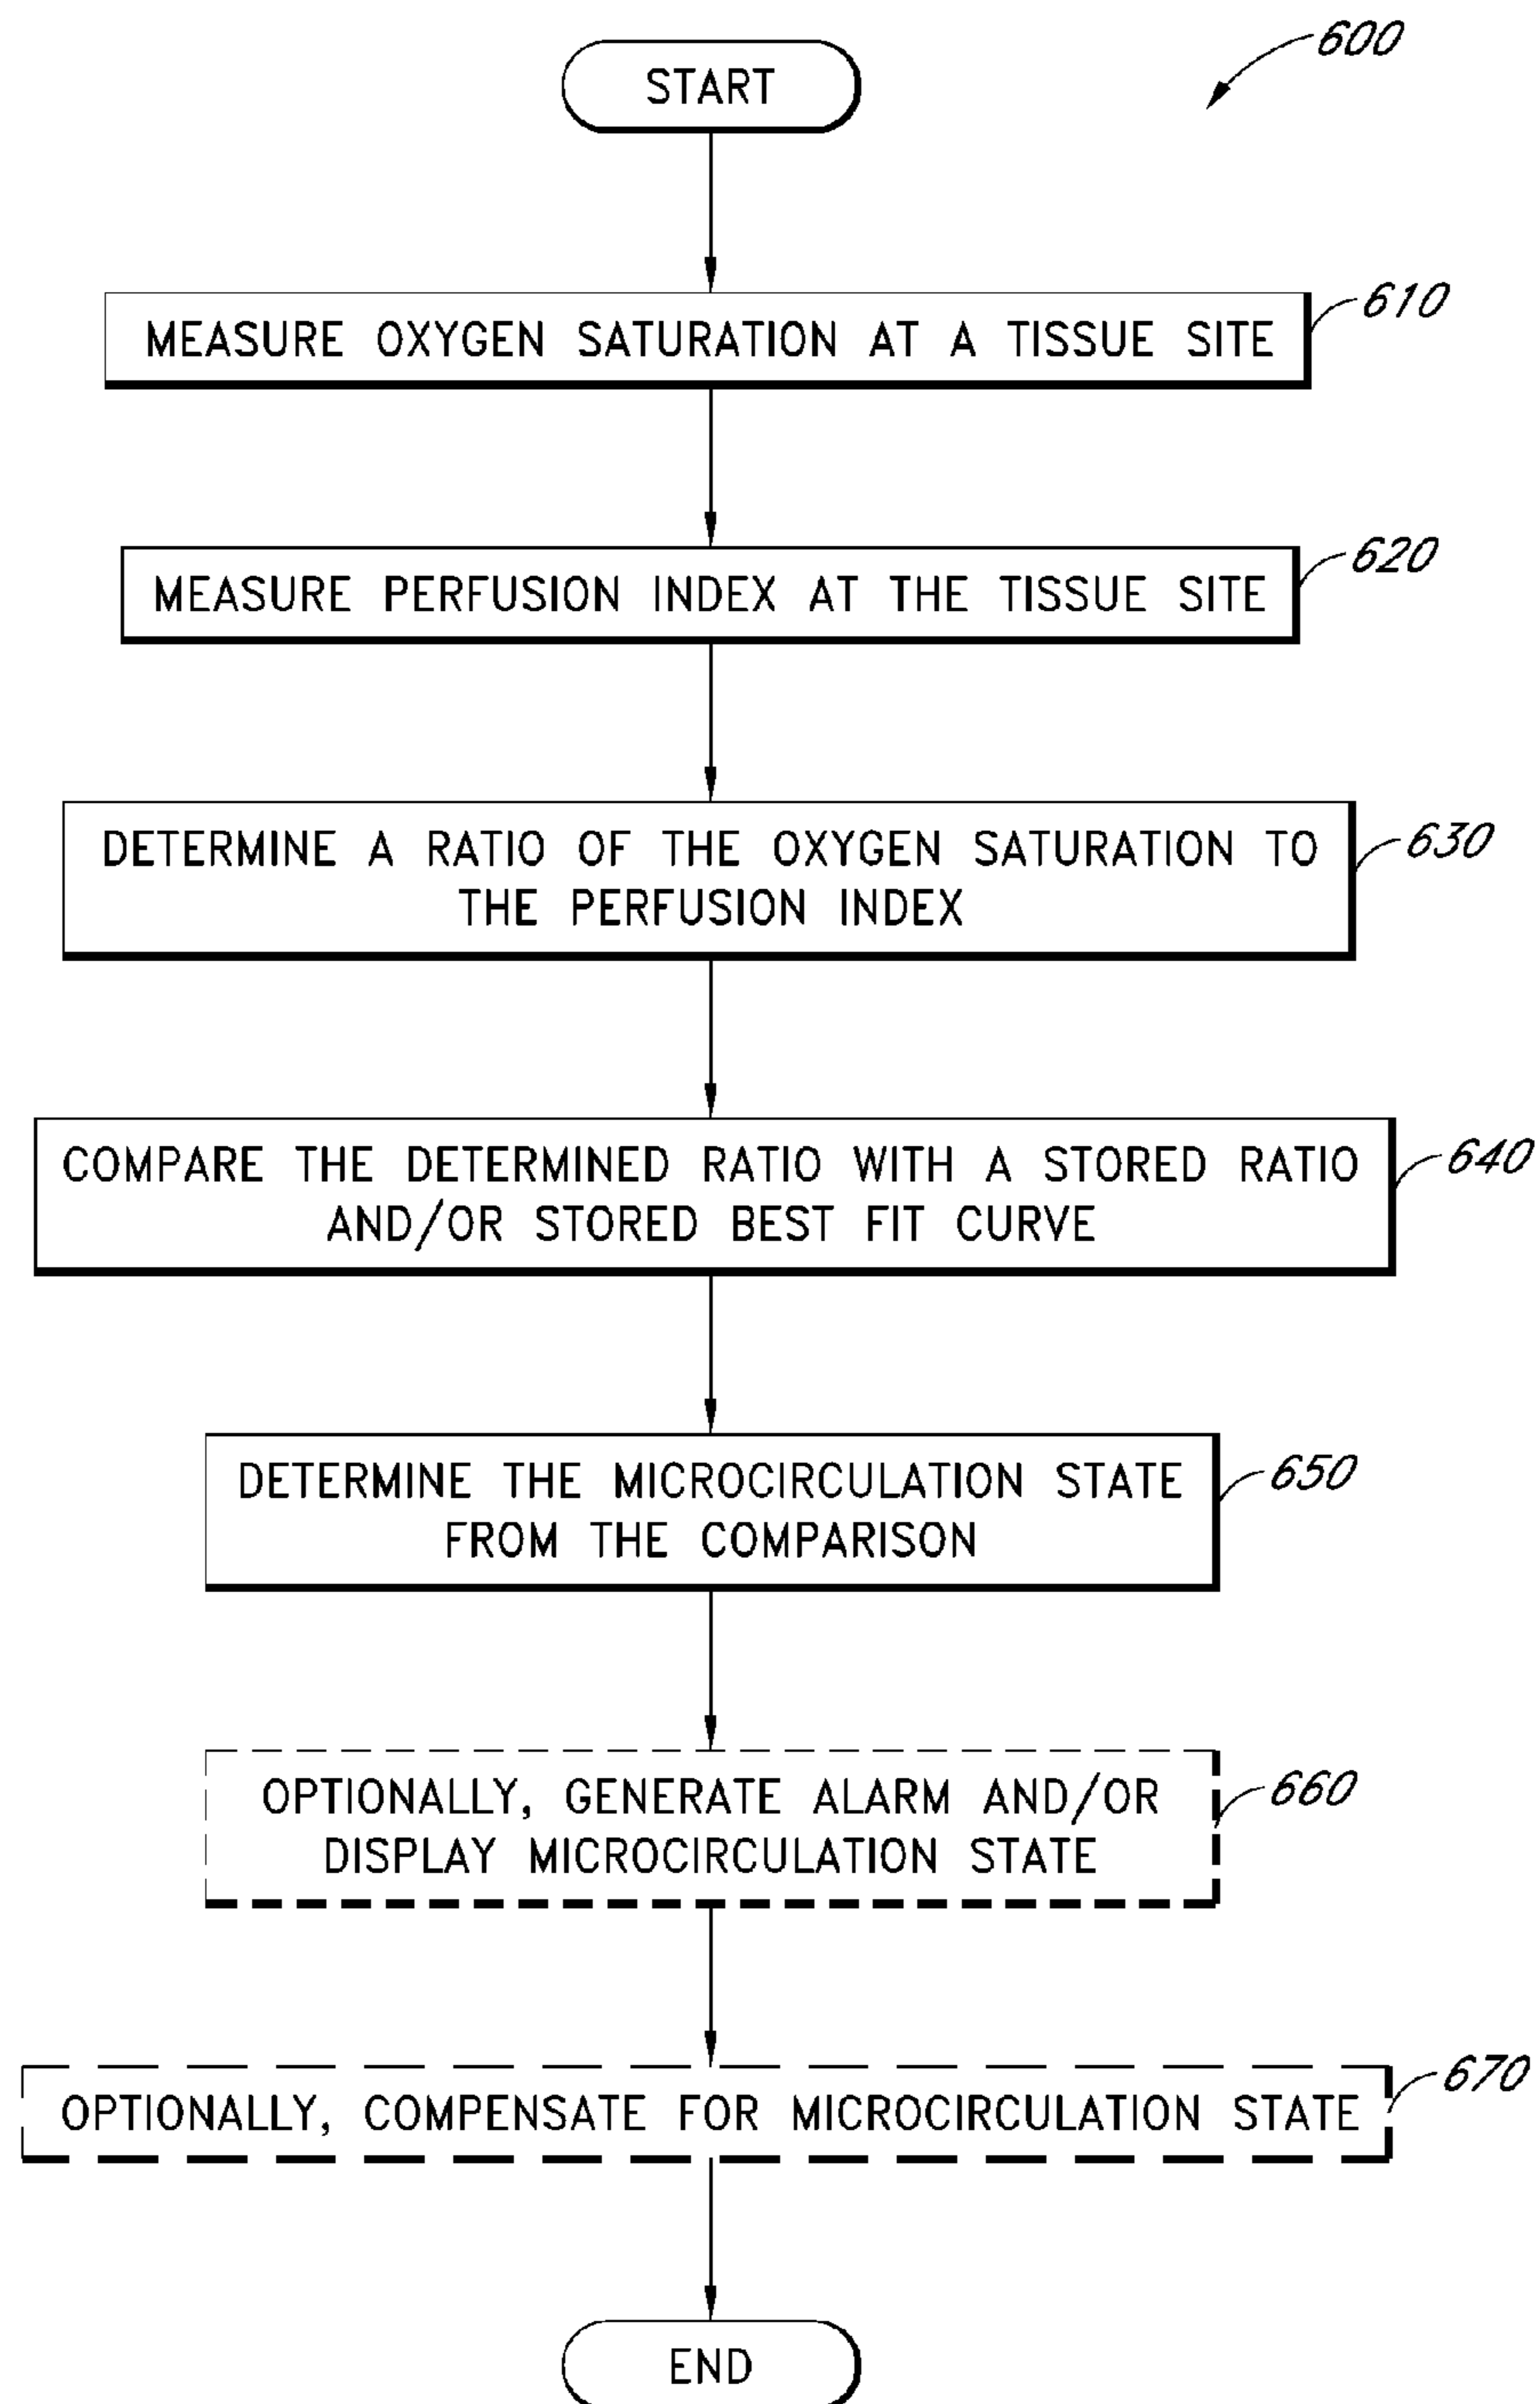 600
START
610
MEASURE OXYGEN SATURATION AT A TISSUE SITE
620
MEASURE PERFUSION INDEX AT THE TISSUE SITE
630
DETERMINE A RATIO OF THE OXYGEN SATURATION TO
THE PERFUSION INDEX
640
COMPARE THE DETERMINED RATIO WITH A STORED RATIO
AND/OR STORED BEST FIT CURVE
650
DETERMINE THE MICROCIRCULATION STATE
FROM THE COMPARISON
660
OPTIONALLY, GENERATE ALARM AND/OR
DISPLAY MICROCIRCULATION STATE
670
OPTIONALLY, COMPENSATE FOR MICROCIRCULATION STATE
END